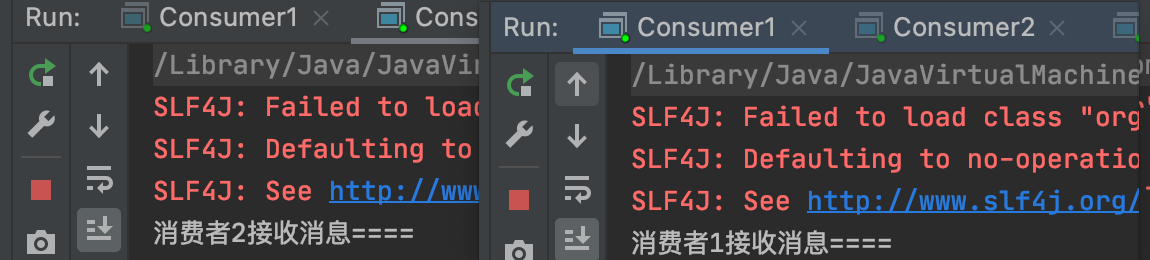 Run: Consumer1 Cons
/Library/Java/JavaVir
SLF4J: Failed to load
SLF4J: Defaulting to
SLF4J: See http://www
消费者2接收消息====
Run: Consumer1 Consumer2
/Library/Java/JavaVirtualMachine
SLF4J: Failed to load class "org
SLF4J: Defaulting to no-operatio
SLF4J: See http://www.slf4j.org/
消费者1接收消息====